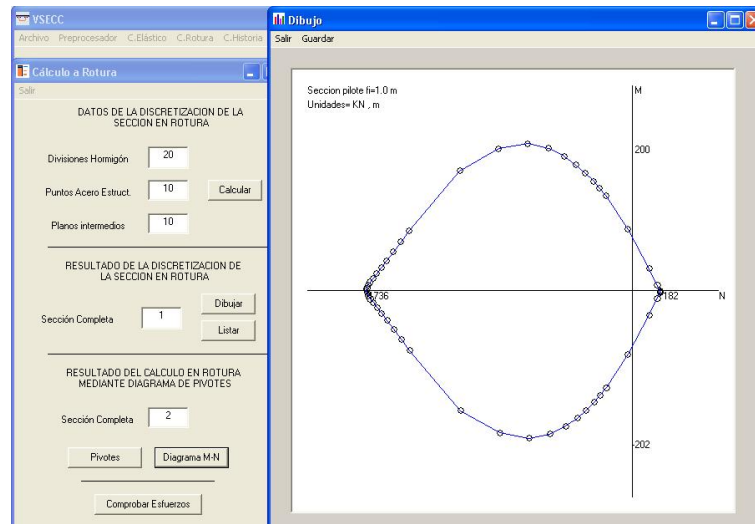 VSECC
Archivo Preprocesador C.Elástico C.Rotura C.Historia
Cálculo a Rotura
Salir
DATOS DE LA DISCRETIZACION DE LA
SECCION EN ROTURA
Divisiones Hormigón 20
Puntos Acero Estruct. 10 Calcular
Planos intermedios 10
RESULTADO DE LA DISCRETIZACION DE
LA SECCION EN ROTURA
Dibujar
Sección Completa 1
Listar
RESULTADO DEL CALCULO EN ROTURA
MEDIANTE DIAGRAMA DE PIVOTES
Sección Completa 2
Pivotes Diagrama M-N
Comprobar Esfuerzos
Dibujo
Salir Guardar
Seccion pilote fi=1.0 m
Unidades= KN , m
M
200
736
182
N
-202